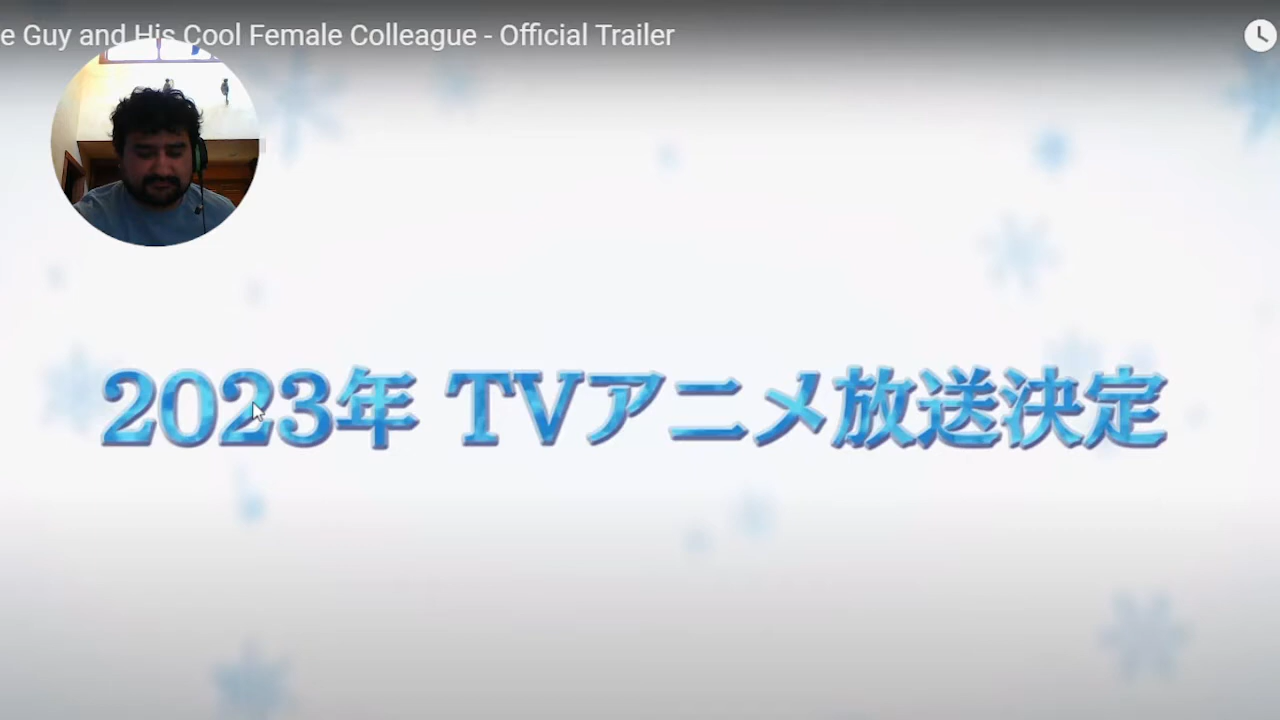 e Guy and His Cool Female Colleague - Official Trailer
2023年 TVアニメ放送決定